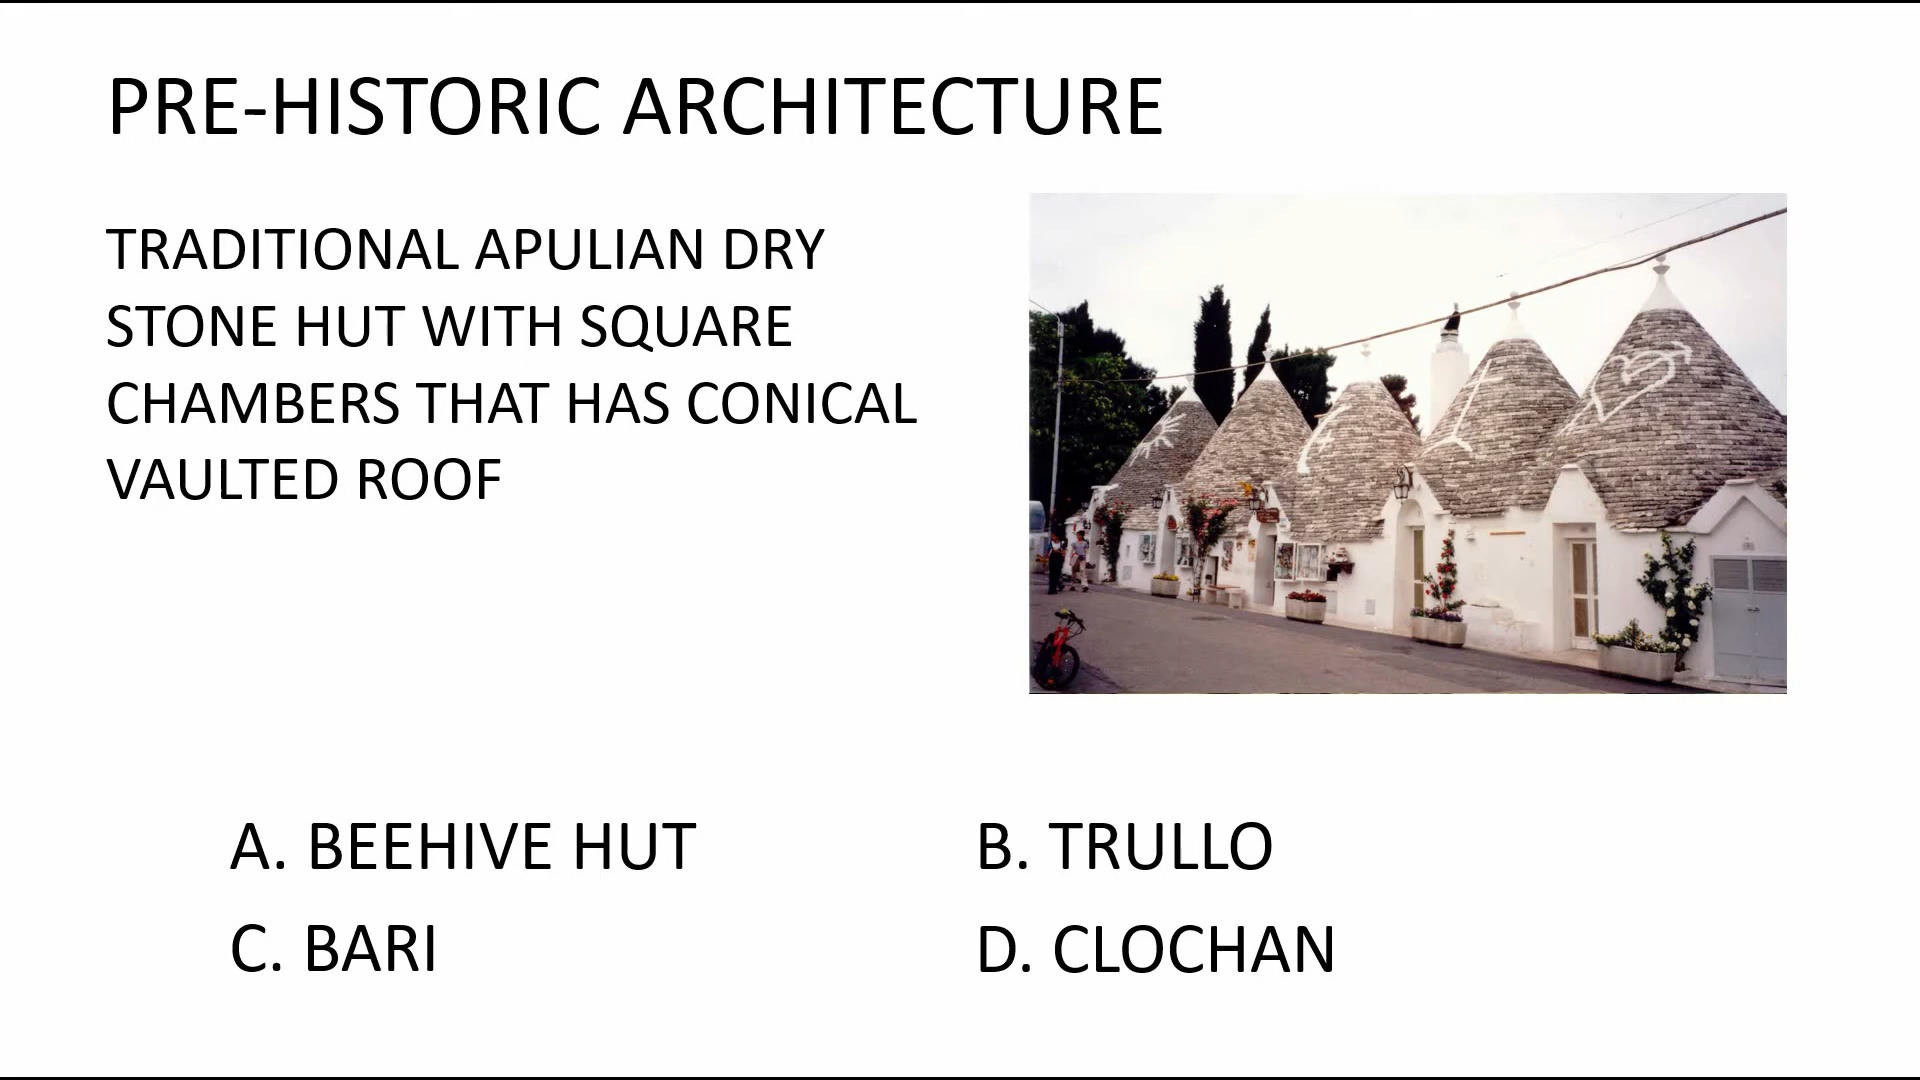 PRE-HISTORIC ARCHITECTURE
TRADITIONAL APULIAN DRY
STONE HUT WITH SQUARE
CHAMBERS THAT HAS CONICAL
VAULTED ROOF
A. BEEHIVE HUT
B. TRULLO
C. BARI
D. CLOCHAN